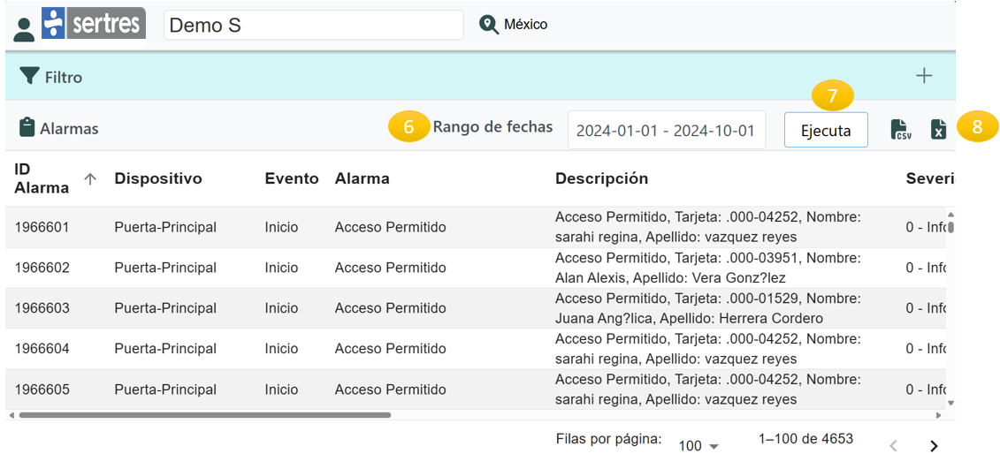 sertres Demo S México
Filtro
7
Alarmas 6 Rango de fechas 2024-01-01 - 2024-10-01 Ejecuta CSV X 8
ID
Alarma Dispositivo Evento Alarma Descripción Severi
1966601 Puerta-Principal Inicio Acceso Permitido Acceso Permitido, Tarjeta: .000-04252, Nombre: 0 - Info
sarahi regina, Apellido: vazquez reyes
1966602 Puerta-Principal Inicio Acceso Permitido Acceso Permitido, Tarjeta: .000-03951, Nombre: 0 - Info
Alan Alexis, Apellido: Vera Gonz?lez
1966603 Puerta-Principal Inicio Acceso Permitido Acceso Permitido, Tarjeta: .000-01529, Nombre: 0 - Info
Juana Ang?lica, Apellido: Herrera Cordero
1966604 Puerta-Principal Inicio Acceso Permitido Acceso Permitido, Tarjeta: .000-04252, Nombre: 0 - Info
sarahi regina, Apellido: vazquez reyes
1966605 Puerta-Principal Inicio Acceso Permitido Acceso Permitido, Tarjeta: .000-04252, Nombre: 0 - Info
sarahi regina, Apellido: vazquez reyes
Filas por página: 100 1–100 de 4653